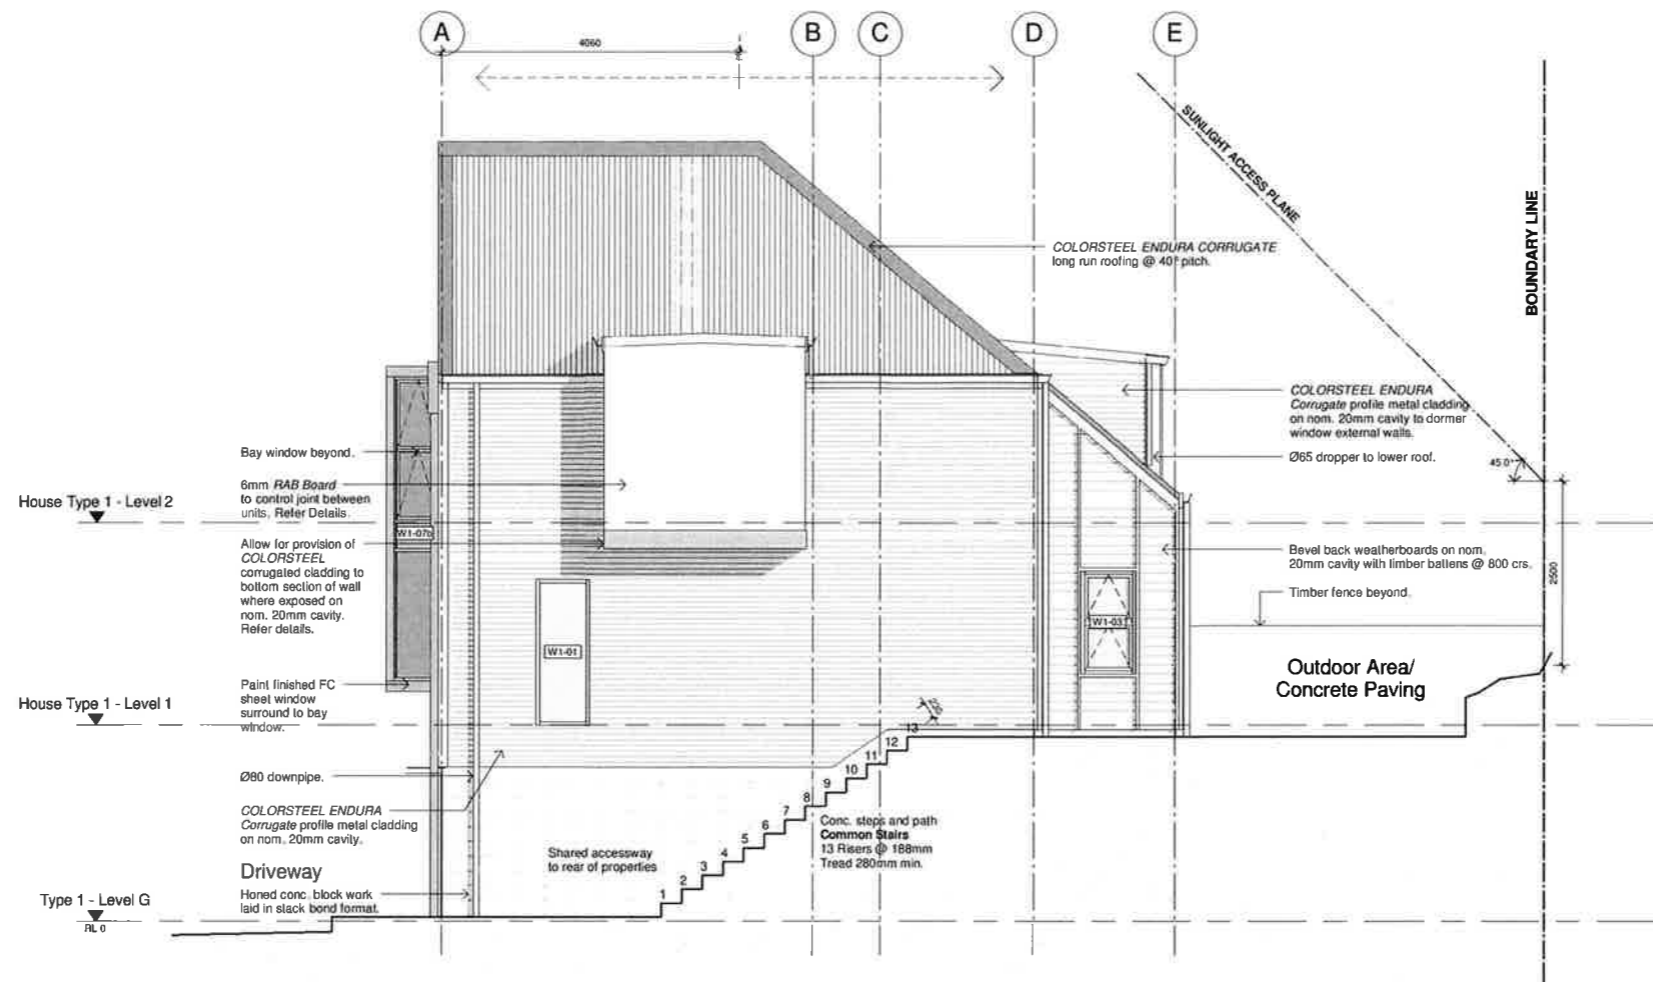 A
B
C
D
E
4060
SUNLIGHT ACCESS PLANE
BOUNDARY LINE
COLORSTEEL ENDURA CORRUGATE
long run roofing @ 40° pitch.
COLORSTEEL ENDURA
Corrugate profile metal cladding
on nom. 20mm cavity to dormer
window external walls.
Ø65 dropper to lower roof.
45.0°
2500
Bay window beyond.
6mm RAB Board
to control joint between
units. Refer Details.
House Type 1 - Level 2
W1-07b
Allow for provision of
COLORSTEEL
corrugated cladding to
bottom section of wall
where exposed on
nom. 20mm cavity.
Refer details.
Bevel back weatherboards on nom.
20mm cavity with timber battens @ 800 crs.
Timber fence beyond.
W1-03
W1-01
Outdoor Area/
Concrete Paving
Paint finished FC
sheet window
surround to bay
window.
House Type 1 - Level 1
Ø80 downpipe.
COLORSTEEL ENDURA
Corrugate profile metal cladding
on nom. 20mm cavity.
13
12
11
10
9
8
7
6
5
4
3
2
1
Conc. steps and path
Common Stairs
13 Risers @ 188mm
Tread 280mm min.
Shared accessway
to rear of properties
Driveway
Honed conc. block work
laid in stack bond format.
Type 1 - Level G
RL 0